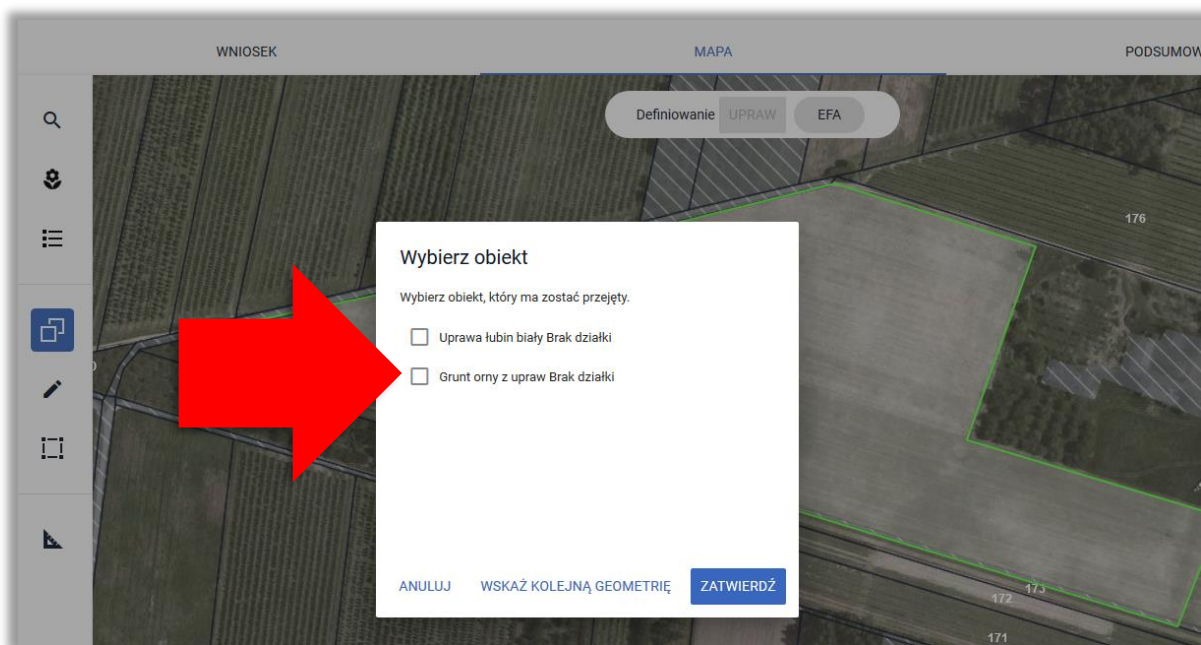 WNIOSEK
MAPA
PODSUMOW
Definiowanie UPRAW EFA
176
Wybierz obiekt
Wybierz obiekt, który ma zostać przejęty.
Uprawa łubin biały Brak działki
Grunt orny z upraw Brak działki
ANULUJ WSKAŻ KOLEJNĄ GEOMETRIĘ ZATWIERDŹ
173
172
171